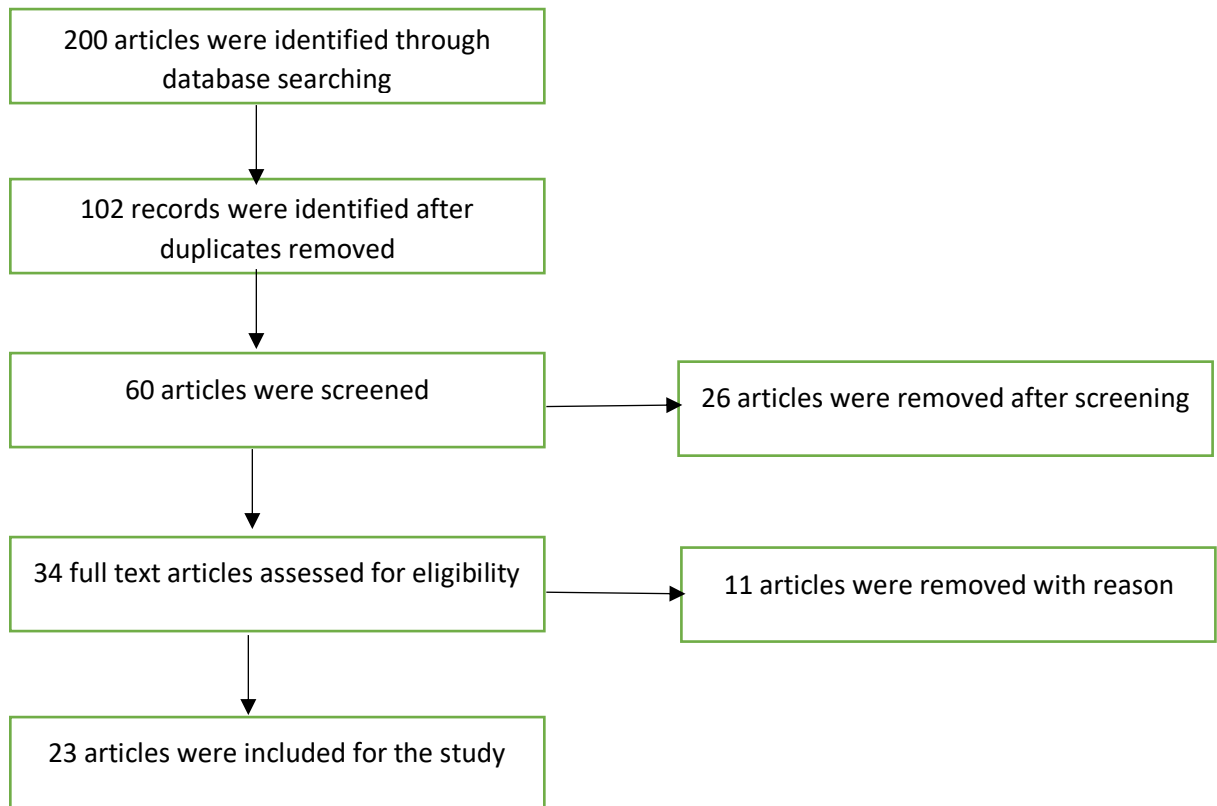 200 articles were identified through
database searching
102 records were identified after
duplicates removed
60 articles were screened
26 articles were removed after screening
34 full text articles assessed for eligibility
11 articles were removed with reason
23 articles were included for the study